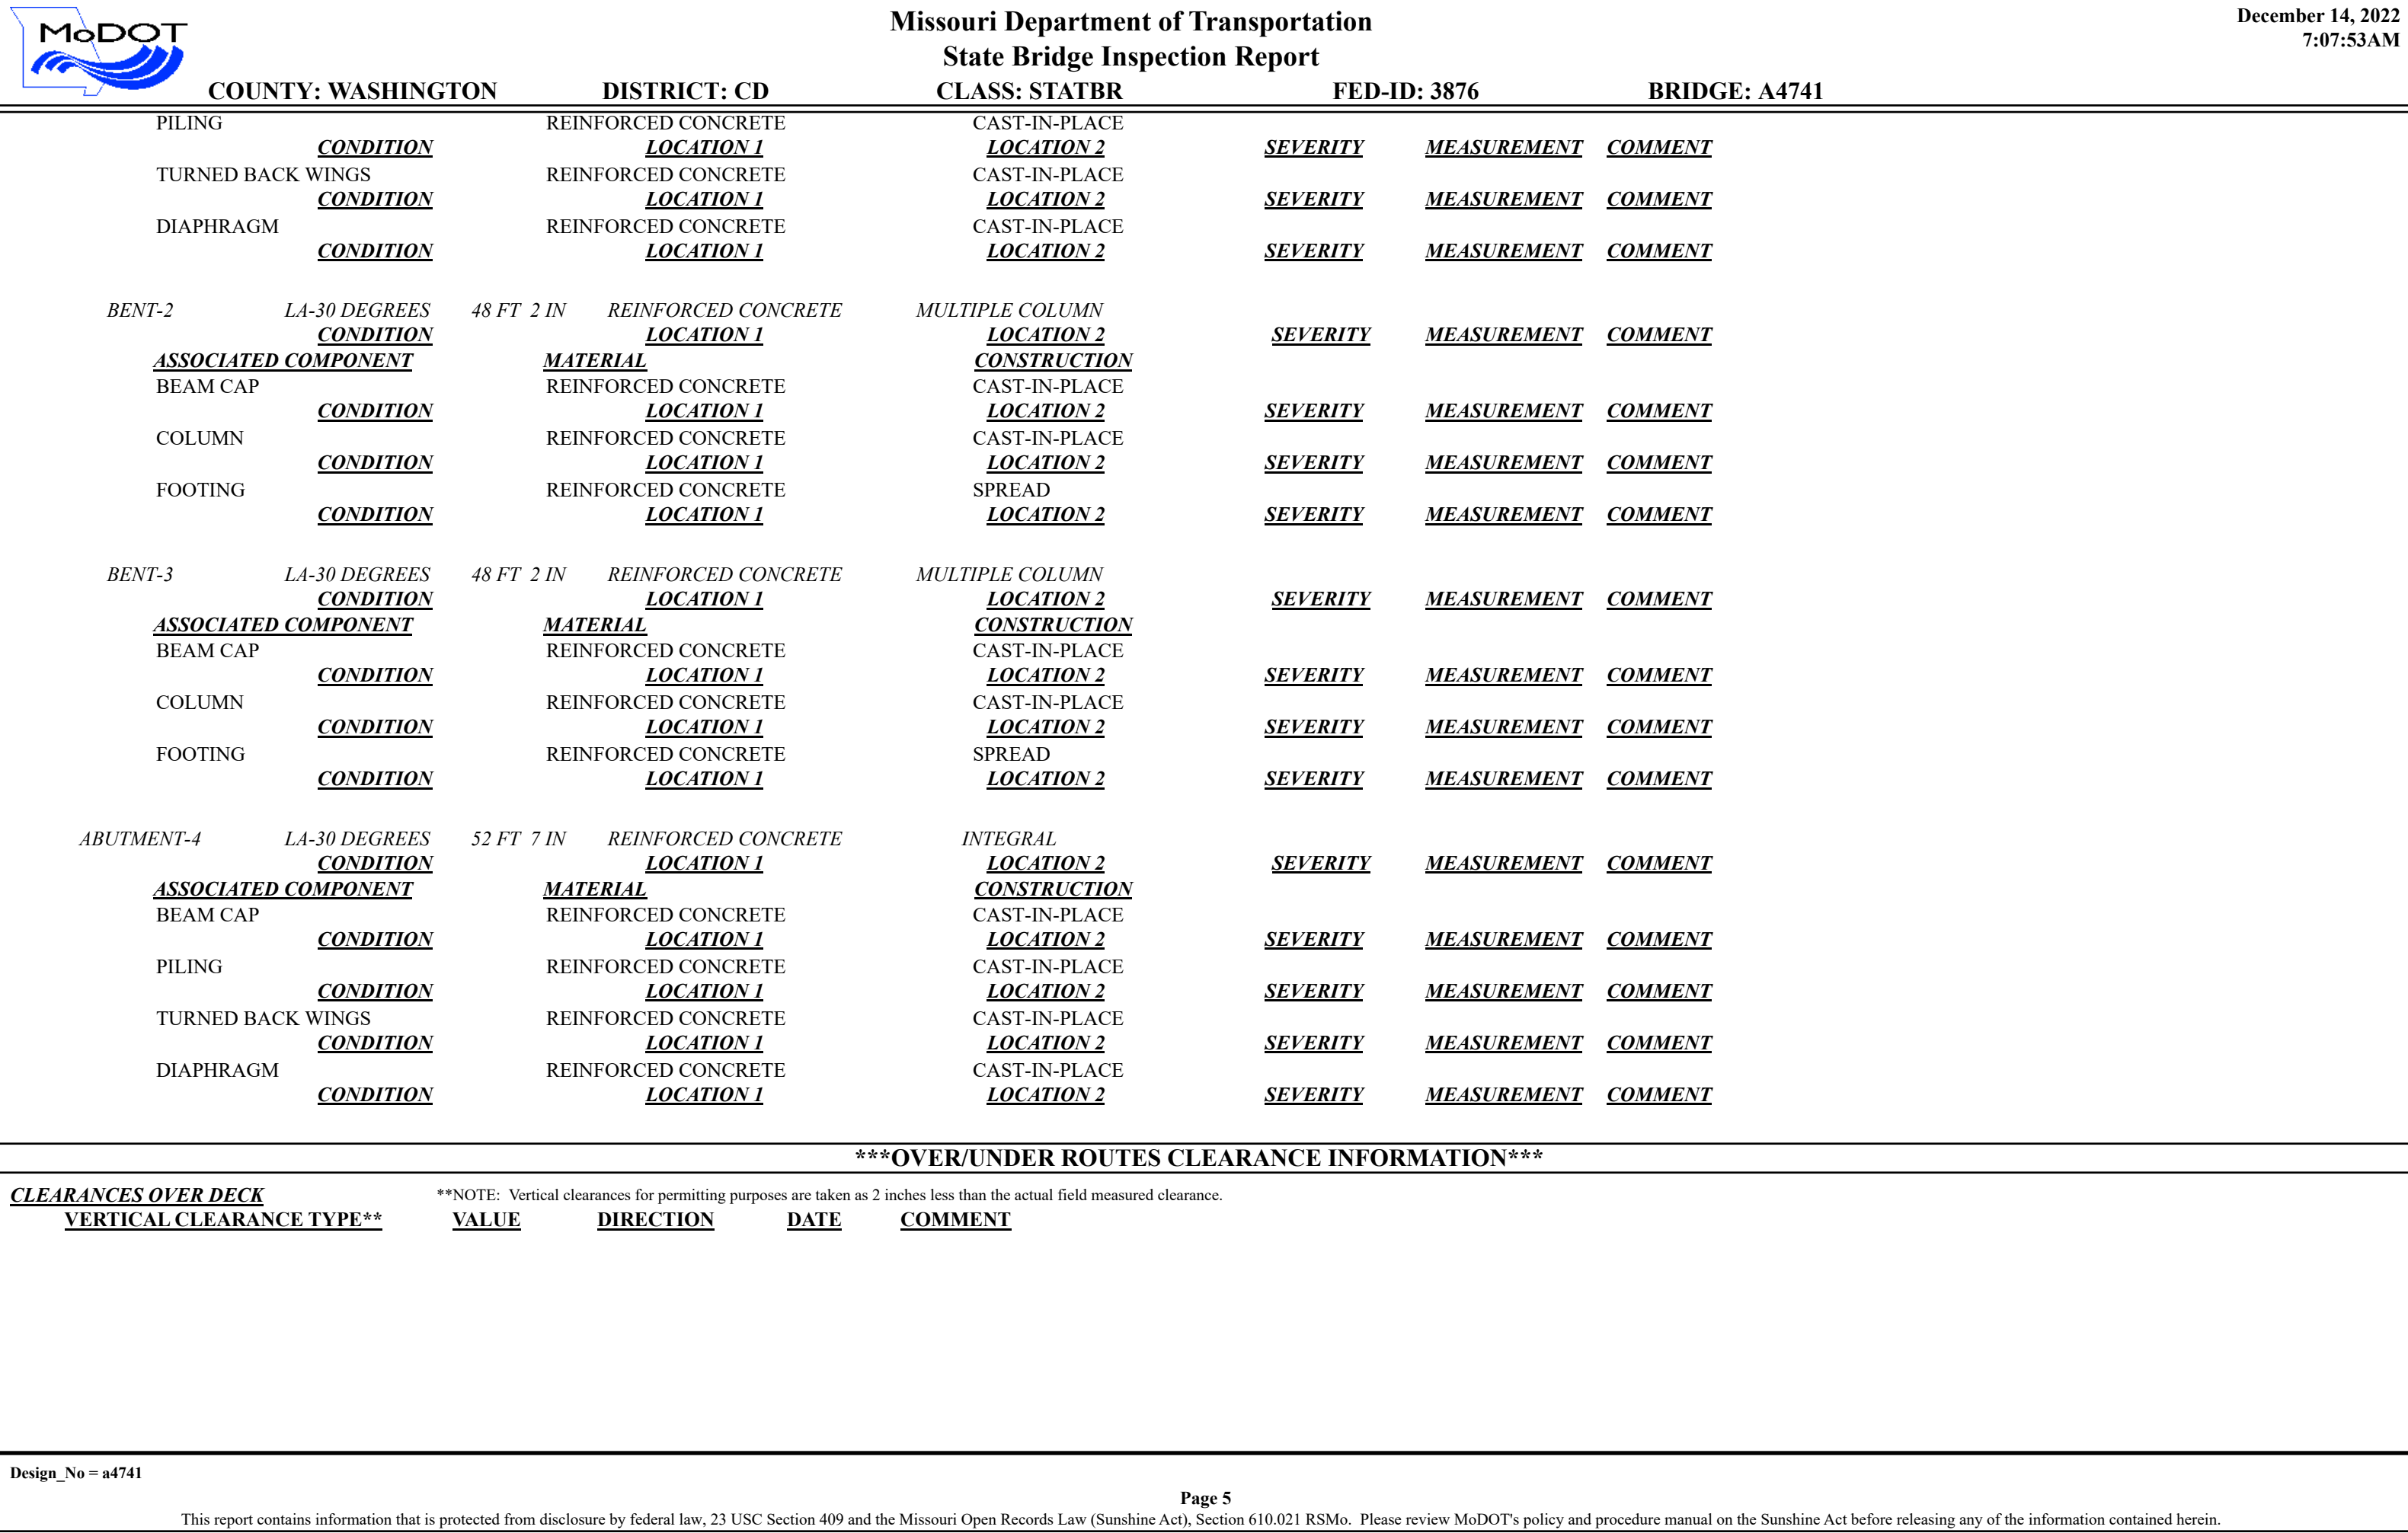 MoDOT
Missouri Department of Transportation
State Bridge Inspection Report
December 14, 2022
7:07:53AM
COUNTY: WASHINGTON DISTRICT: CD CLASS: STATBR FED-ID: 3876 BRIDGE: A4741
PILING REINFORCED CONCRETE CAST-IN-PLACE
CONDITION LOCATION 1 LOCATION 2 SEVERITY MEASUREMENT COMMENT
TURNED BACK WINGS REINFORCED CONCRETE CAST-IN-PLACE
CONDITION LOCATION 1 LOCATION 2 SEVERITY MEASUREMENT COMMENT
DIAPHRAGM REINFORCED CONCRETE CAST-IN-PLACE
CONDITION LOCATION 1 LOCATION 2 SEVERITY MEASUREMENT COMMENT
BENT-2 LA-30 DEGREES 48 FT 2 IN REINFORCED CONCRETE MULTIPLE COLUMN
CONDITION LOCATION 1 LOCATION 2 SEVERITY MEASUREMENT COMMENT
ASSOCIATED COMPONENT MATERIAL CONSTRUCTION
BEAM CAP REINFORCED CONCRETE CAST-IN-PLACE
CONDITION LOCATION 1 LOCATION 2 SEVERITY MEASUREMENT COMMENT
COLUMN REINFORCED CONCRETE CAST-IN-PLACE
CONDITION LOCATION 1 LOCATION 2 SEVERITY MEASUREMENT COMMENT
FOOTING REINFORCED CONCRETE SPREAD
CONDITION LOCATION 1 LOCATION 2 SEVERITY MEASUREMENT COMMENT
BENT-3 LA-30 DEGREES 48 FT 2 IN REINFORCED CONCRETE MULTIPLE COLUMN
CONDITION LOCATION 1 LOCATION 2 SEVERITY MEASUREMENT COMMENT
ASSOCIATED COMPONENT MATERIAL CONSTRUCTION
BEAM CAP REINFORCED CONCRETE CAST-IN-PLACE
CONDITION LOCATION 1 LOCATION 2 SEVERITY MEASUREMENT COMMENT
COLUMN REINFORCED CONCRETE CAST-IN-PLACE
CONDITION LOCATION 1 LOCATION 2 SEVERITY MEASUREMENT COMMENT
FOOTING REINFORCED CONCRETE SPREAD
CONDITION LOCATION 1 LOCATION 2 SEVERITY MEASUREMENT COMMENT
ABUTMENT-4 LA-30 DEGREES 52 FT 7 IN REINFORCED CONCRETE INTEGRAL
CONDITION LOCATION 1 LOCATION 2 SEVERITY MEASUREMENT COMMENT
ASSOCIATED COMPONENT MATERIAL CONSTRUCTION
BEAM CAP REINFORCED CONCRETE CAST-IN-PLACE
CONDITION LOCATION 1 LOCATION 2 SEVERITY MEASUREMENT COMMENT
PILING REINFORCED CONCRETE CAST-IN-PLACE
CONDITION LOCATION 1 LOCATION 2 SEVERITY MEASUREMENT COMMENT
TURNED BACK WINGS REINFORCED CONCRETE CAST-IN-PLACE
CONDITION LOCATION 1 LOCATION 2 SEVERITY MEASUREMENT COMMENT
DIAPHRAGM REINFORCED CONCRETE CAST-IN-PLACE
CONDITION LOCATION 1 LOCATION 2 SEVERITY MEASUREMENT COMMENT
***OVER/UNDER ROUTES CLEARANCE INFORMATION***
CLEARANCES OVER DECK **NOTE: Vertical clearances for permitting purposes are taken as 2 inches less than the actual field measured clearance.
VERTICAL CLEARANCE TYPE** VALUE DIRECTION DATE COMMENT
Design_No = a4741
Page 5
This report contains information that is protected from disclosure by federal law, 23 USC Section 409 and the Missouri Open Records Law (Sunshine Act), Section 610.021 RSMo. Please review MoDOT's policy and procedure manual on the Sunshine Act before releasing any of the information contained herein.